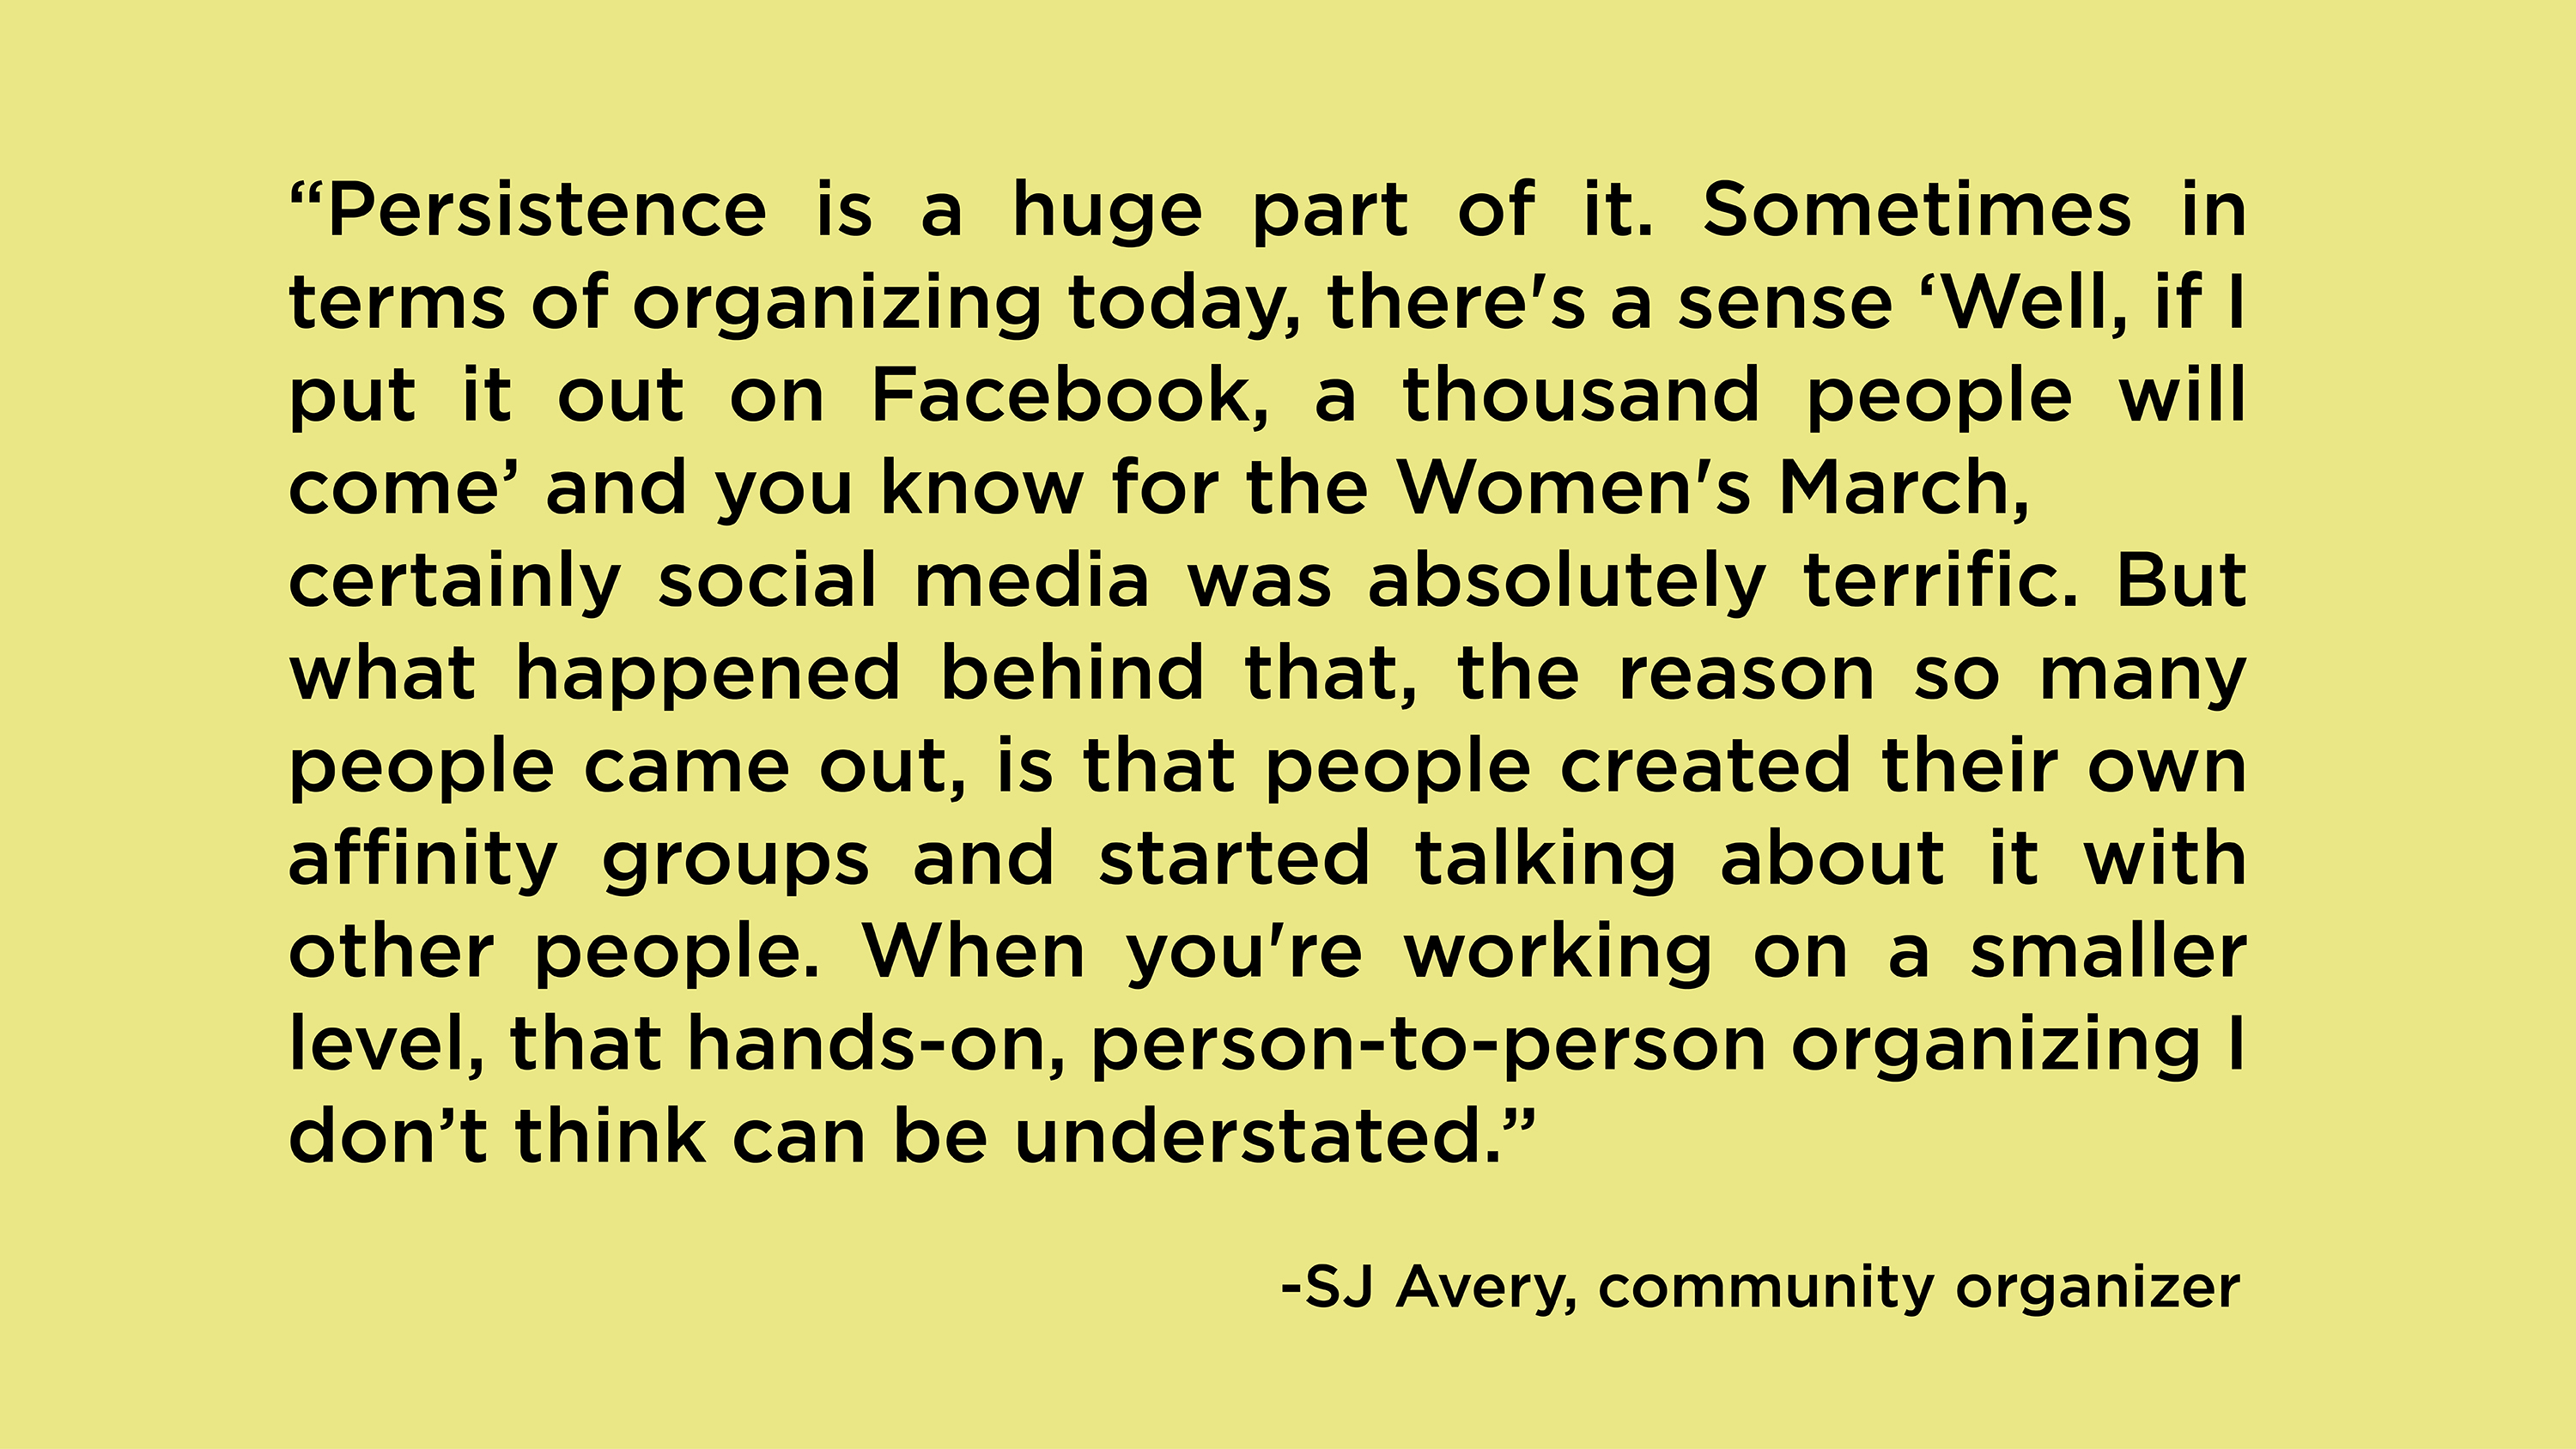 “Persistence is a huge part of it. Sometimes in
terms of organizing today, there's a sense ‘Well, if I
put it out on Facebook, a thousand people will
come’ and you know for the Women's March,
certainly social media was absolutely terrific. But
what happened behind that, the reason so many
people came out, is that people created their own
affinity groups and started talking about it with
other people. When you're working on a smaller
level, that hands-on, person-to-person organizing I
don’t think can be understated.”
-SJ Avery, community organizer